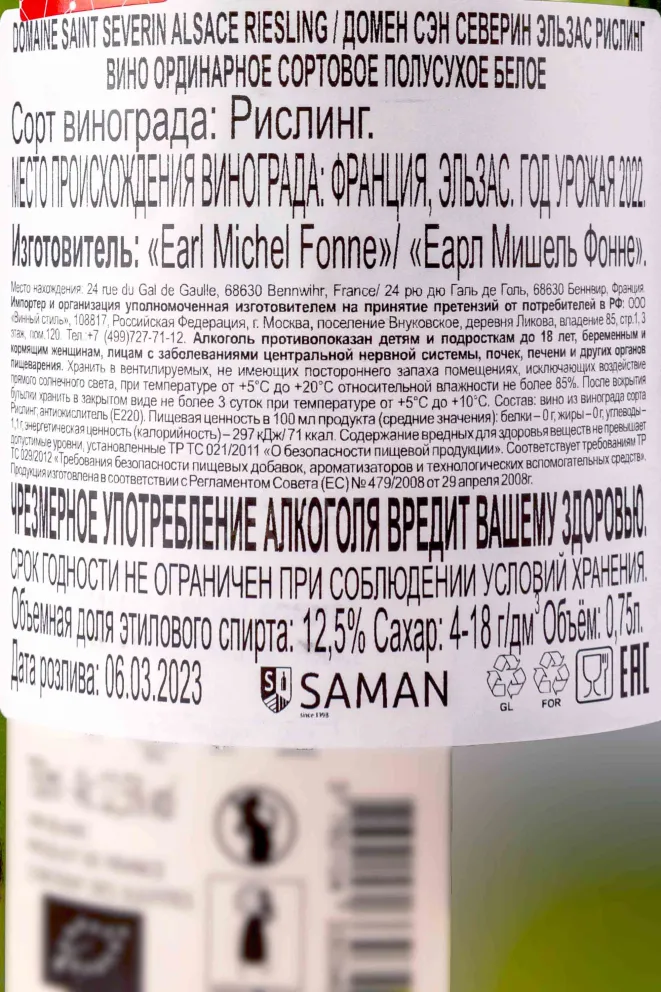 DOMAINE SAINT SEVERIN ALSACE RIESLING / ДОМЕН СЭН СЕВЕРИН ЭЛЬЗАС РИСЛИНГ
ВИНО ОРДИНАРНОЕ СОРТОВОЕ ПОЛУСУХОЕ БЕЛОЕ
Сорт винограда: Рислинг.
МЕСТО ПРОИСХОЖДЕНИЯ ВИНОГРАДА: ФРАНЦИЯ, ЭЛЬЗАС. ГОД УРОЖАЯ 2022.
Изготовитель: «Earl Michel Fonne»/ «Еарл Мишель Фонне».
Место нахождения: 24 rue du Gal de Gaulle, 68630 Bennwihr, France/ 24 рю дю Галь де Голь, 68630 Беннвир, Франция.
Импортер и организация уполномоченная изготовителем на принятие претензий от потребителей в РФ: ООО
«Винный стиль», 108817, Российская Федерация, г. Москва, поселение Внуковское, деревня Ликова, владение 85, стр.1, 3
этаж, пом.120. Тел.:+7 (499)727-71-12. Алкоголь противопоказан детям и подросткам до 18 лет, беременным и
кормящим женщинам, лицам с заболеваниями центральной нервной системы, почек, печени и других органов
пищеварения. Хранить в вентилируемых, не имеющих постороннего запаха помещениях, исключающих воздействие
прямого солнечного света, при температуре от +5°C до +20°C относительной влажности не более 85%. После вскрытия
бутылки хранить в закрытом виде не более 3 суток при температуре от +5°C до +10°C. Состав: вино из винограда сорта
Рислинг, антиокислитель (Е220). Пищевая ценность в 100 мл продукта (средние значения): белки – 0 г, жиры – 0 г, углеводы –
1,1 г, энергетическая ценность (калорийность) – 297 кДж/ 71 ккал. Содержание вредных для здоровья веществ не превышает
допустимые уровни, установленные ТР ТС 021/2011 «О безопасности пищевой продукции». Соответствует требованиям ТР
ТС 029/2012 «Требования безопасности пищевых добавок, ароматизаторов и технологических вспомогательных средств».
Продукция изготовлена в соответствии с Регламентом Совета (ЕС) № 479/2008 от 29 апреля 2008г.
ЧРЕЗМЕРНОЕ УПОТРЕБЛЕНИЕ АЛКОГОЛЯ ВРЕДИТ ВАШЕМУ ЗДОРОВЬЮ.
СРОК ГОДНОСТИ НЕ ОГРАНИЧЕН ПРИ СОБЛЮДЕНИИ УСЛОВИЙ ХРАНЕНИЯ.
Объемная доля этилового спирта: 12,5% Сахар: 4-18 г/дм³ Объём: 0,75л.
Дата розлива: 06.03.2023
SAMAN
since 1998
GL
FOR
EAC